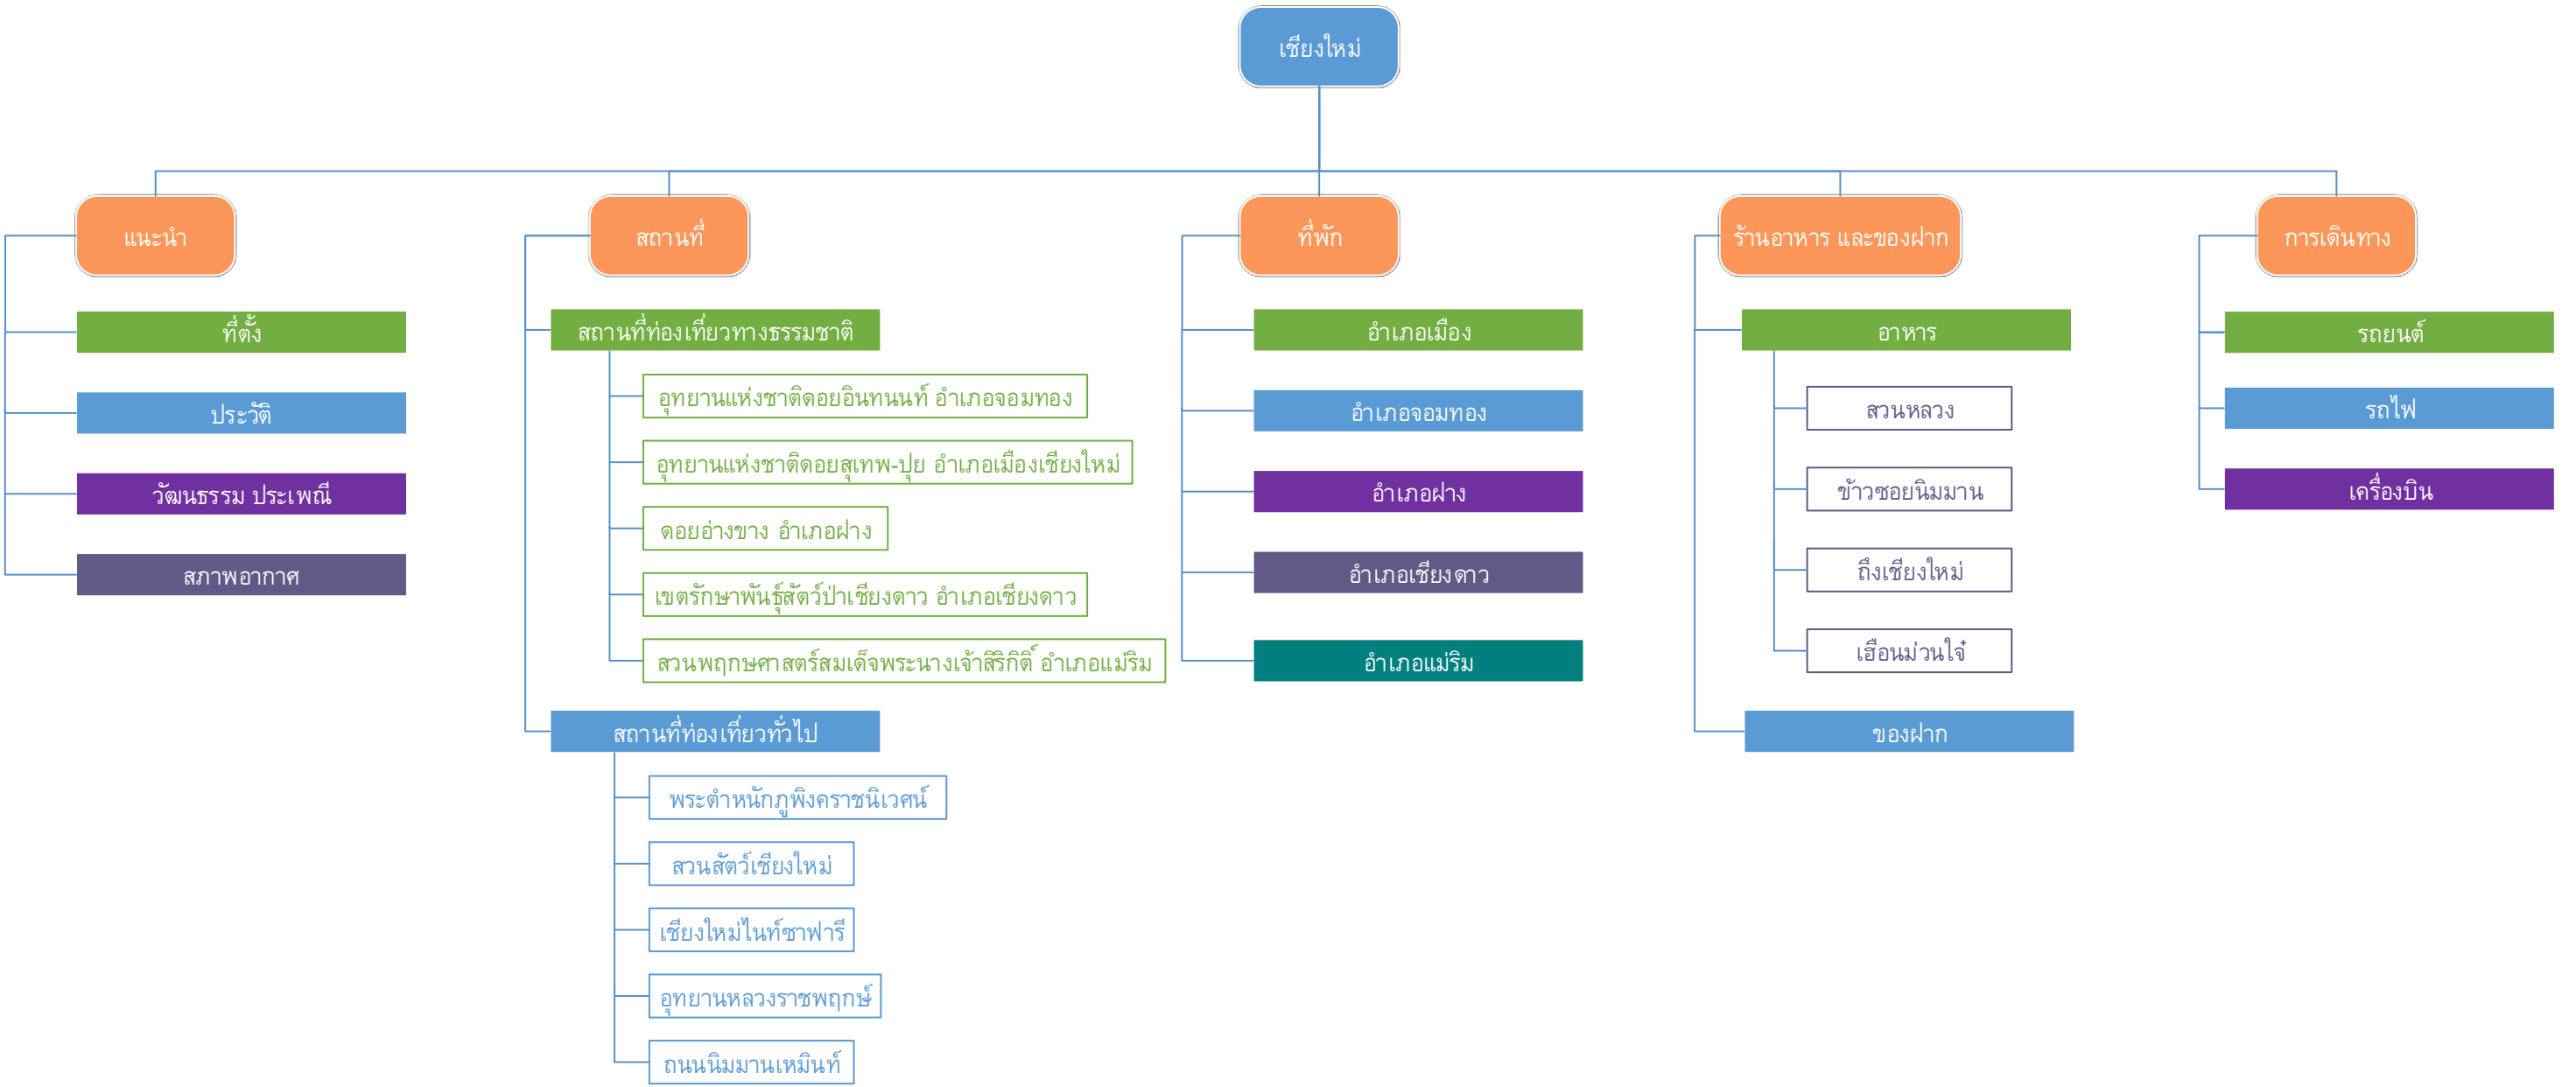 เชียงใหม่
แนะนำ
ที่ตั้ง
ประวัติ
วัฒนธรรม ประเพณี
สภาพอากาศ
สถานที่
สถานที่ท่องเที่ยวทางธรรมชาติ
อุทยานแห่งชาติดอยอินทนนท์ อำเภอจอมทอง
อุทยานแห่งชาติดอยสุเทพ-ปุย อำเภอเมืองเชียงใหม่
ดอยอ่างขาง อำเภอฝาง
เขตรักษาพันธุ์สัตว์ป่าเชียงดาว อำเภอเชียงดาว
สวนพฤกษศาสตร์สมเด็จพระนางเจ้าสิริกิติ์ อำเภอแม่ริม
สถานที่ท่องเที่ยวทั่วไป
พระตำหนักภูพิงคราชนิเวศน์
สวนสัตว์เชียงใหม่
เชียงใหม่ไนท์ซาฟารี
อุทยานหลวงราชพฤกษ์
ถนนนิมมานเหมินท์
ที่พัก
อำเภอเมือง
อำเภอจอมทอง
อำเภอฝาง
อำเภอเชียงดาว
อำเภอแม่ริม
ร้านอาหาร และของฝาก
อาหาร
สวนหลวง
ข้าวซอยนิมมาน
ถึงเชียงใหม่
เฮือนม่วนใจ๋
ของฝาก
การเดินทาง
รถยนต์
รถไฟ
เครื่องบิน